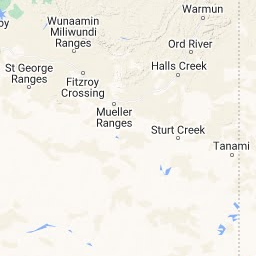 Warmun
Wunaamin
Miliwundi
Ranges
Ord River
St George
Ranges
Fitzroy
Crossing
Halls Creek
Mueller
Ranges
Sturt Creek
Tanami